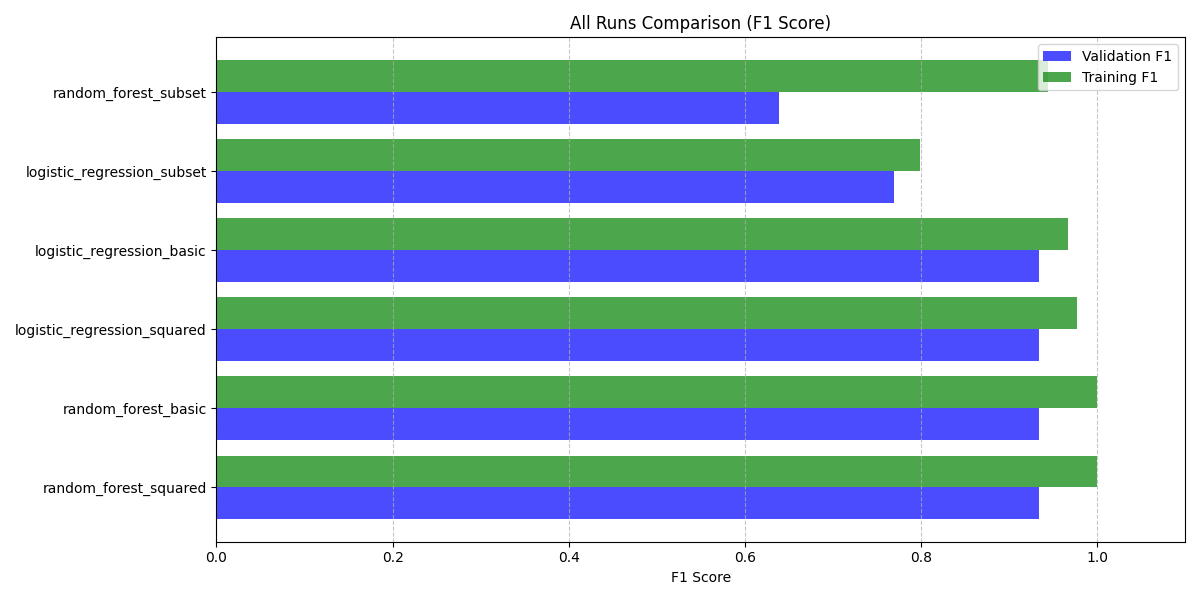 All Runs Comparison (F1 Score)
Validation F1
Training F1
random_forest_subset
logistic_regression_subset
logistic_regression_basic
logistic_regression_squared
random_forest_basic
random_forest_squared
0.0 0.2 0.4 0.6 0.8 1.0
F1 Score